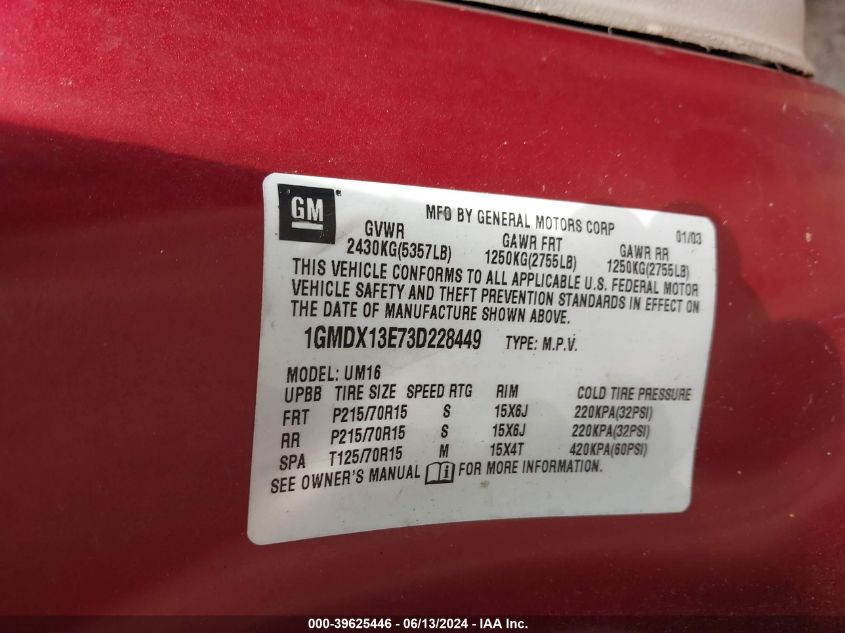 GM
MFD BY GENERAL MOTORS CORP 01/03
GVWR GAWR FRT GAWR RR
2430KG(5357LB) 1250KG(2755LB) 1250KG(2755LB)
THIS VEHICLE CONFORMS TO ALL APPLICABLE U.S. FEDERAL MOTOR
VEHICLE SAFETY AND THEFT PREVENTION STANDARDS IN EFFECT ON
THE DATE OF MANUFACTURE SHOWN ABOVE.
1GMDX13E73D228449 TYPE: M.P.V.
MODEL: UM16
UPBB TIRE SIZE SPEED RTG RIM COLD TIRE PRESSURE
FRT P215/70R15 S 15X6J 220KPA(32PSI)
RR P215/70R15 S 15X6J 220KPA(32PSI)
SPA T125/70R15 M 15X4T 420KPA(60PSI)
SEE OWNER'S MANUAL FOR MORE INFORMATION.
000-39625446 - 06/13/2024 - IAA Inc.